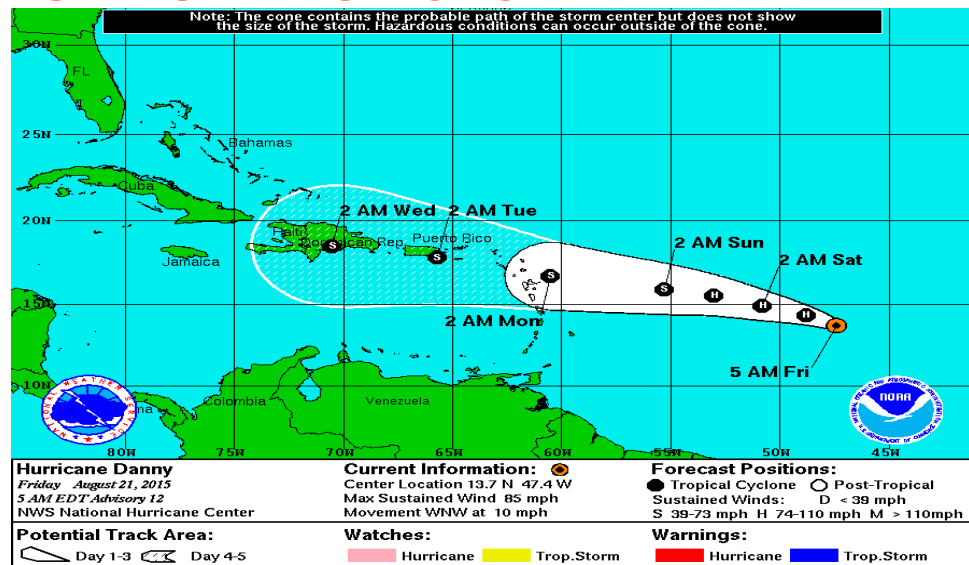 Note: The cone contains the probable path of the storm center but does not show
the size of the storm. Hazardous conditions can occur outside of the cone.
30N
FL
25N
Bahamas
Cuba
20N
2 AM Wed
2 AM Tue
Haiti
Dominican Rep.
Puerto Rico
2 AM Sun
Jamaica
2 AM Sat
S
S
S
S
H
H
H
15N
2 AM Mon
5 AM Fri
10N
Colombia
Venezuela
NATIONAL WEATHER SERVICE
NOAA
80W 75W 70W 65W 60W 55W 50W 45W
Hurricane Danny
Friday August 21, 2015
5 AM EDT Advisory 12
NWS National Hurricane Center
Current Information:
Center Location 13.7 N 47.4 W
Max Sustained Wind 85 mph
Movement WNW at 10 mph
Forecast Positions:
Tropical Cyclone Post-Tropical
Sustained Winds: D < 39 mph
S 39-73 mph H 74-110 mph M > 110mph
Potential Track Area:
Day 1-3 Day 4-5
Watches:
Hurricane Trop.Storm
Warnings:
Hurricane Trop.Storm